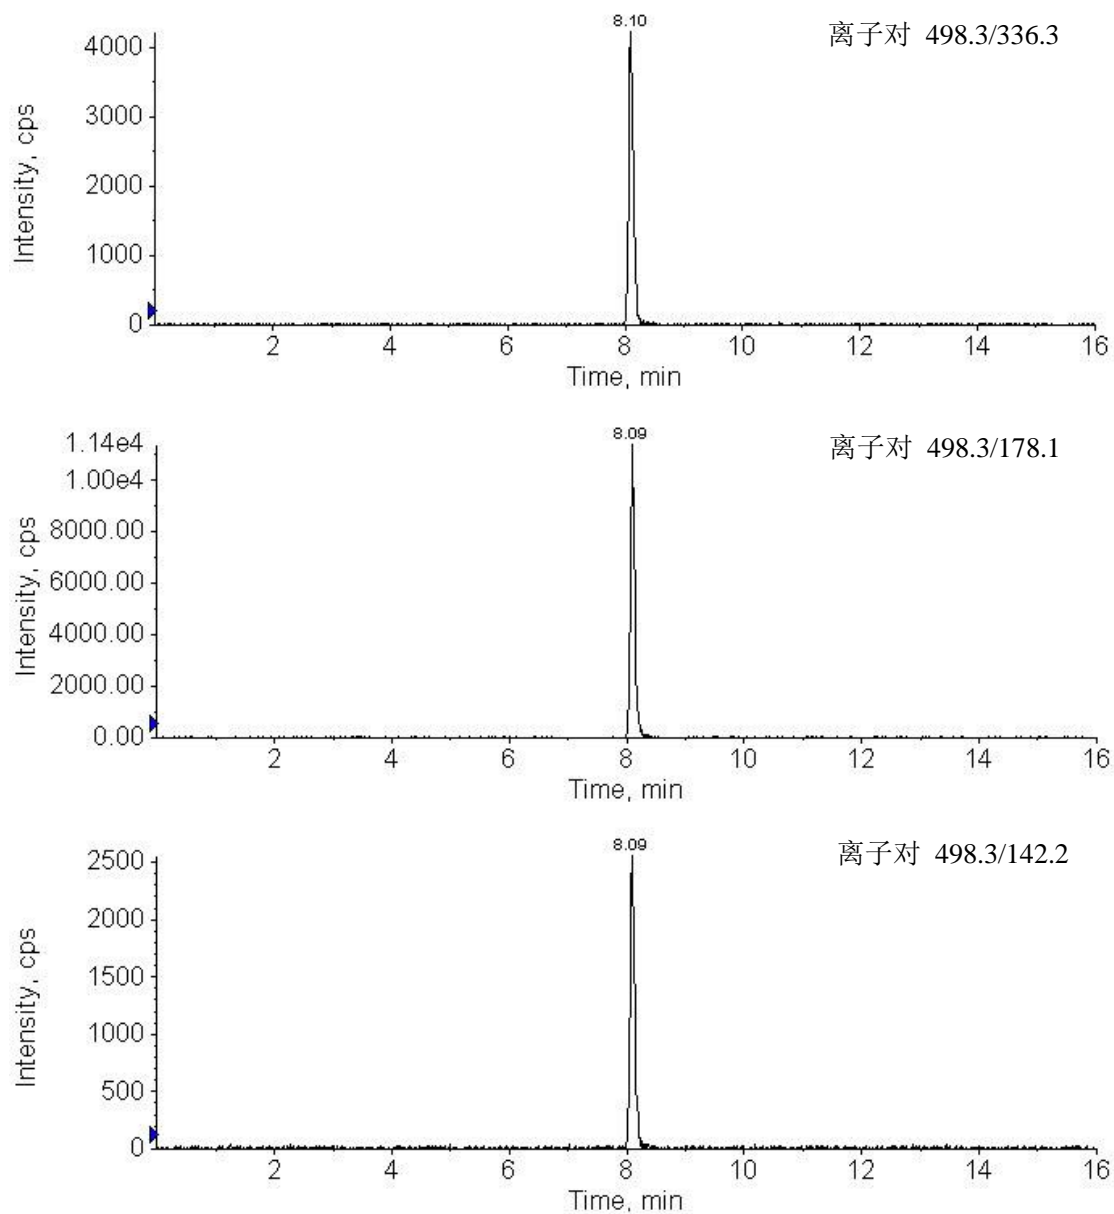 8.10
离子对 498.3/336.3
4000
3000
2000
1000
0
Intensity, cps
2 4 6 8 10 12 14 16
Time, min
8.09
离子对 498.3/178.1
1.14e4
1.00e4
8000.00
6000.00
4000.00
2000.00
0.00
Intensity, cps
2 4 6 8 10 12 14 16
Time, min
8.09
离子对 498.3/142.2
2500
2000
1500
1000
500
0
Intensity, cps
2 4 6 8 10 12 14 16
Time, min